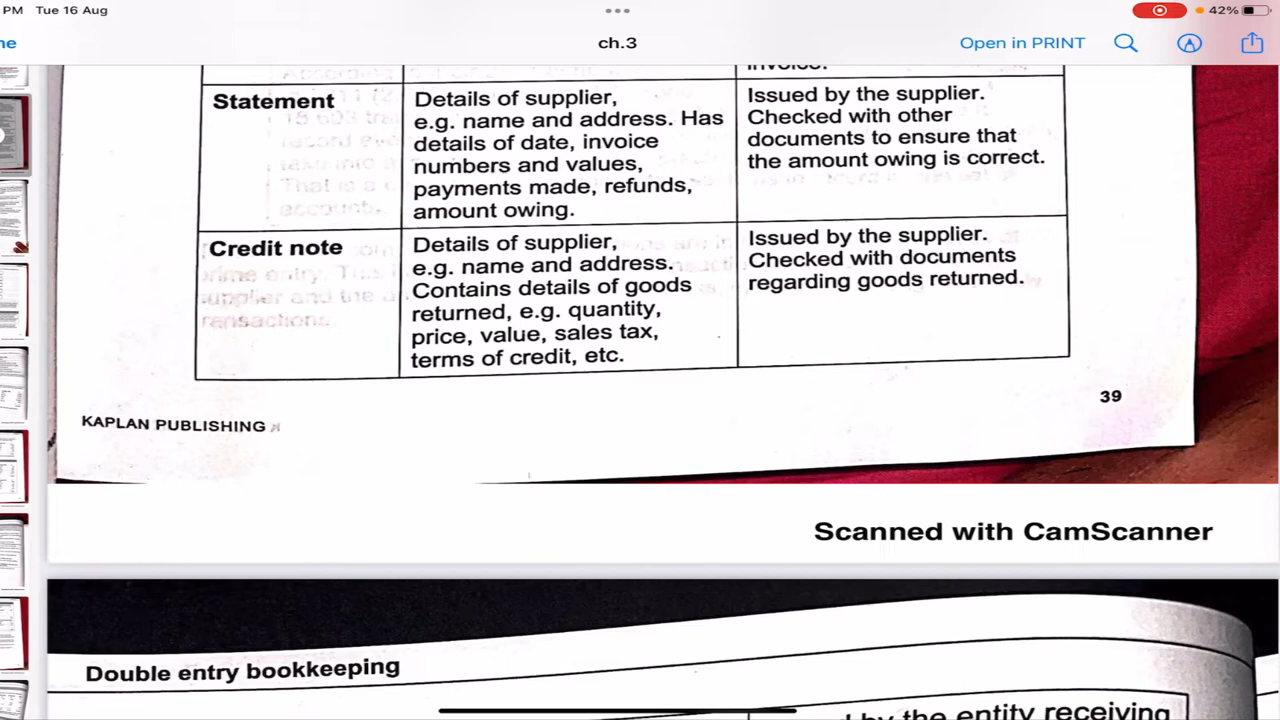 PM Tue 16 Aug
42%
ne
ch.3
Open in PRINT
invoice.
Statement
Details of supplier,
e.g. name and address. Has
details of date, invoice
numbers and values,
payments made, refunds,
amount owing.
Issued by the supplier.
Checked with other
documents to ensure that
the amount owing is correct.
Credit note
Details of supplier,
e.g. name and address.
Contains details of goods
returned, e.g. quantity,
price, value, sales tax,
terms of credit, etc.
Issued by the supplier.
Checked with documents
regarding goods returned.
39
KAPLAN PUBLISHING
Scanned with CamScanner
Double entry bookkeeping
by the entity receiving